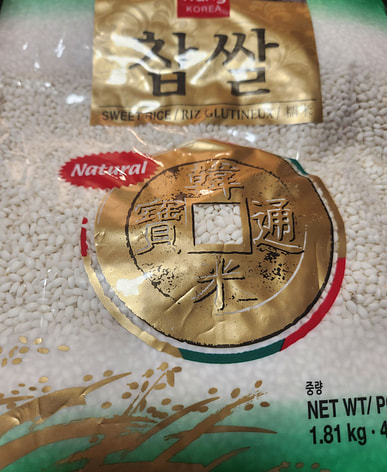 KOREA
찹쌀
SWEET RICE / RIZ GLUTINEUX /
Natural
韓
寶 通
米
중량
NET WT/
1.81 kg ·